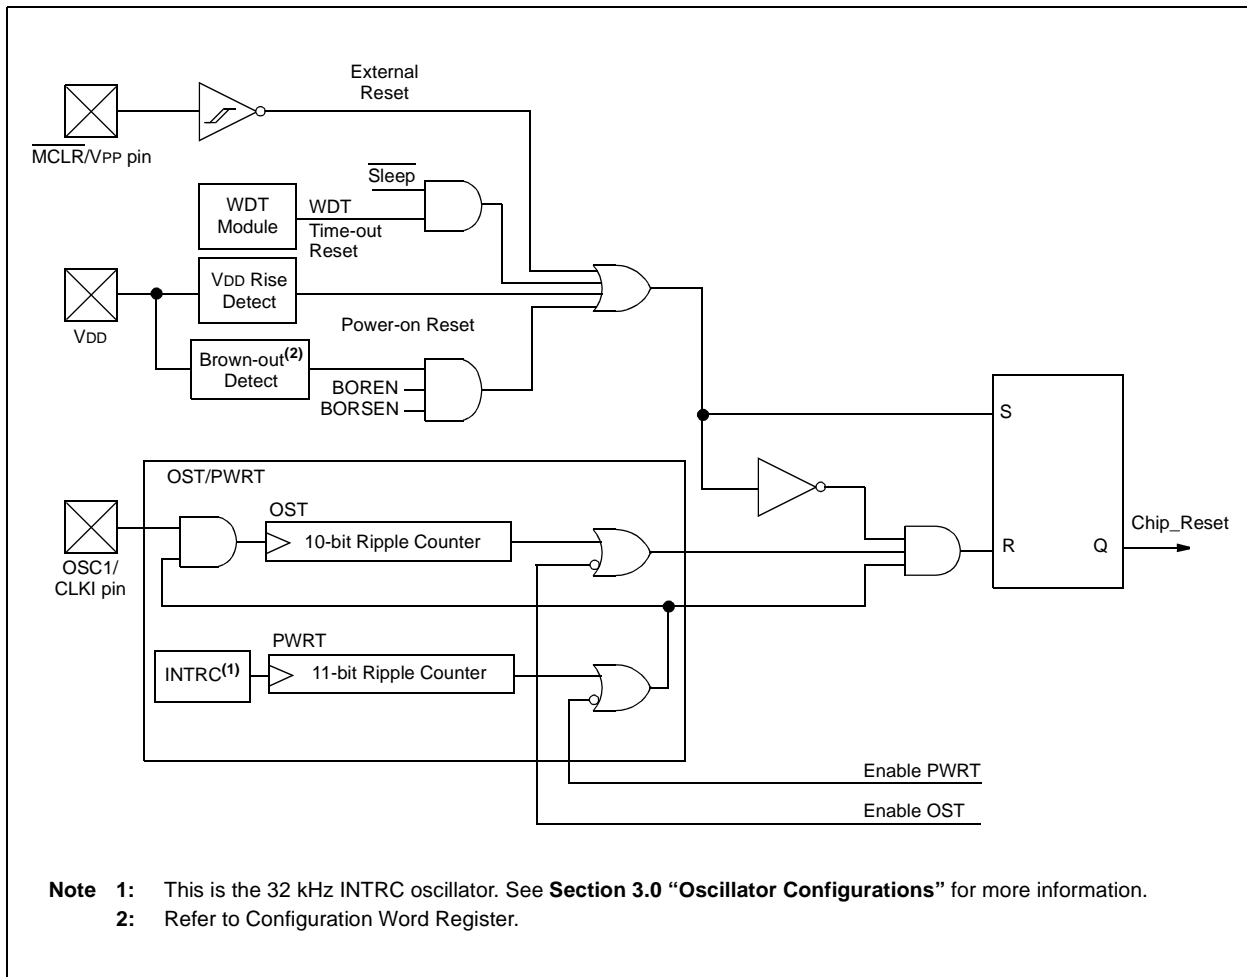 External
Reset
MCLR/VPP pin
Sleep
WDT
Module
WDT
Time-out
Reset
VDD
VDD Rise
Detect
Power-on Reset
Brown-out(2)
Detect
BOREN
BORSEN
S
R
Q
Chip_Reset
OST/PWRT
OST
10-bit Ripple Counter
OSC1/
CLKI pin
PWRT
INTRC(1)
11-bit Ripple Counter
Enable PWRT
Enable OST
Note 1: This is the 32 kHz INTRC oscillator. See Section 3.0 “Oscillator Configurations” for more information.
2: Refer to Configuration Word Register.